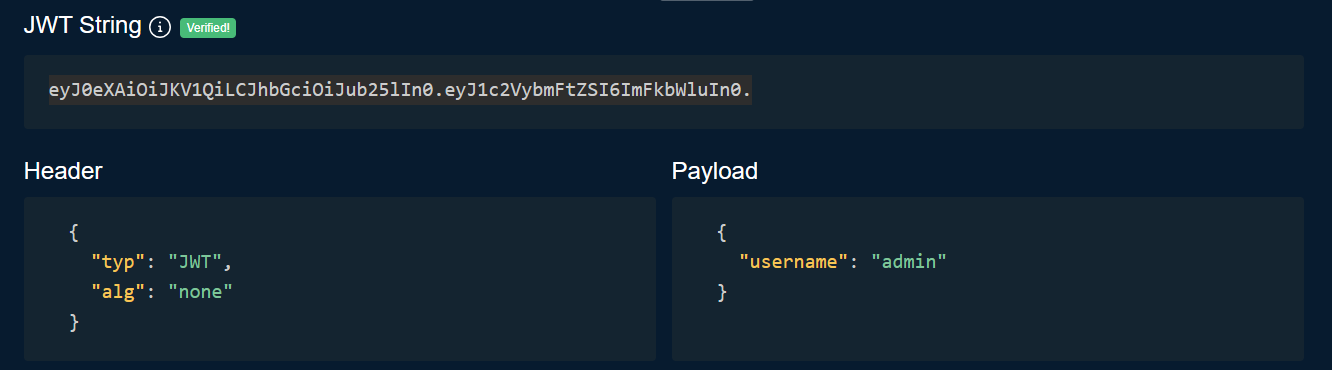 JWT String Verified!
eyJ0eXAiOiJKV1QiLCJhbGciOiJub25lIn0.eyJ1c2VybmFtZSI6ImFkbWluIn0.
Header
{
"typ": "JWT",
"alg": "none"
}
Payload
{
"username": "admin"
}